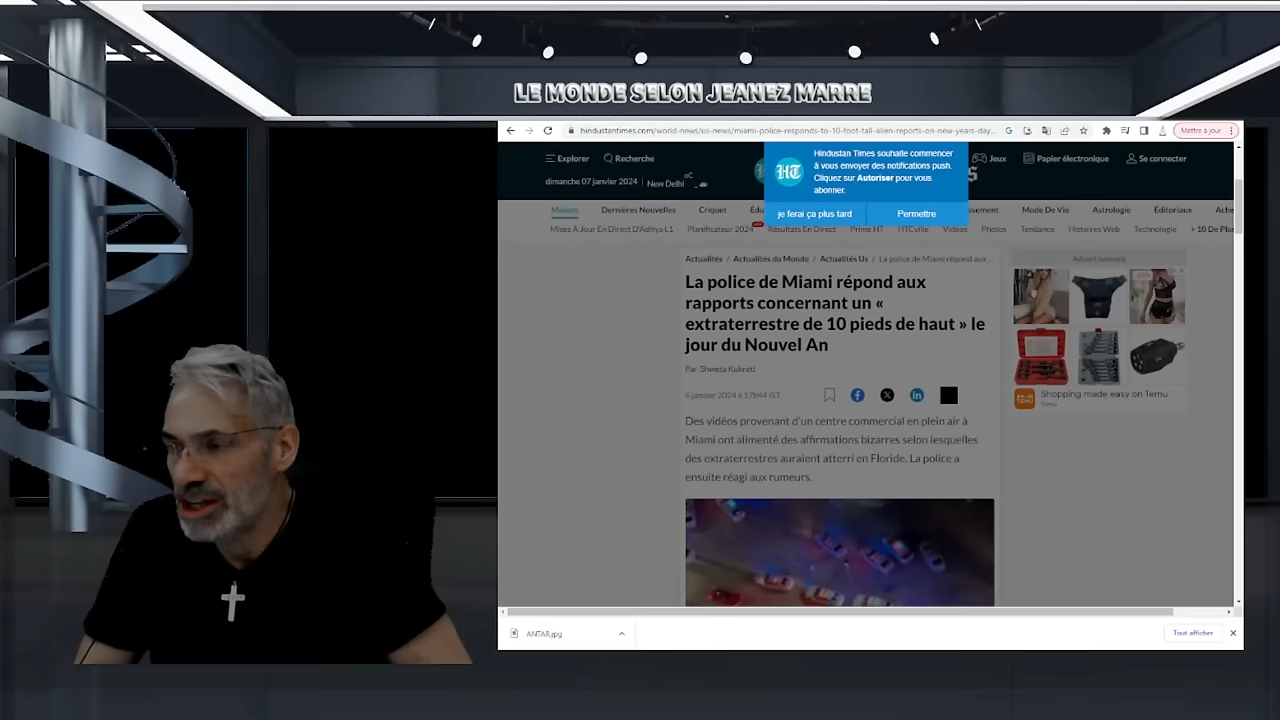 LE MONDE SELON JEANEZ MARRE
hindustantimes.com/world-news/us-news/miami-police-responds-to-10-foot-tall-alien-reports-on-new-years-day...
Mettre à jour
Explorer
Recherche
dimanche 07 janvier 2024
New Delhi
oC
HT
Hindustan Times souhaite commencer
à vous envoyer des notifications push.
Cliquez sur Autoriser pour vous
abonner.
je ferai ça plus tard
Permettre
Jeux
Papier électronique
Se connecter
Maison
Dernières Nouvelles
Criquet
Mode De Vie
Astrologie
Éditoriaux
Mises À Jour En Direct D'Aditya L1
Planificateur 2024
Résultats En Direct
Prime HT
HTCville
Vidéos
Photos
Tendance
Histoires Web
Technologie
Actualités / Actualités du Monde / Actualités Us / La police de Miami répond aux ...
La police de Miami répond aux
rapports concernant un «
extraterrestre de 10 pieds de haut » le
jour du Nouvel An
Par Shweta Kukreti
6 janvier 2024 à 17h44 IST
Des vidéos provenant d'un centre commercial en plein air à
Miami ont alimenté des affirmations bizarres selon lesquelles
des extraterrestres auraient atterri en Floride. La police a
ensuite réagi aux rumeurs.
Advertisement
Shopping made easy on Temu
Temu
ANTAR.jpg
Tout afficher